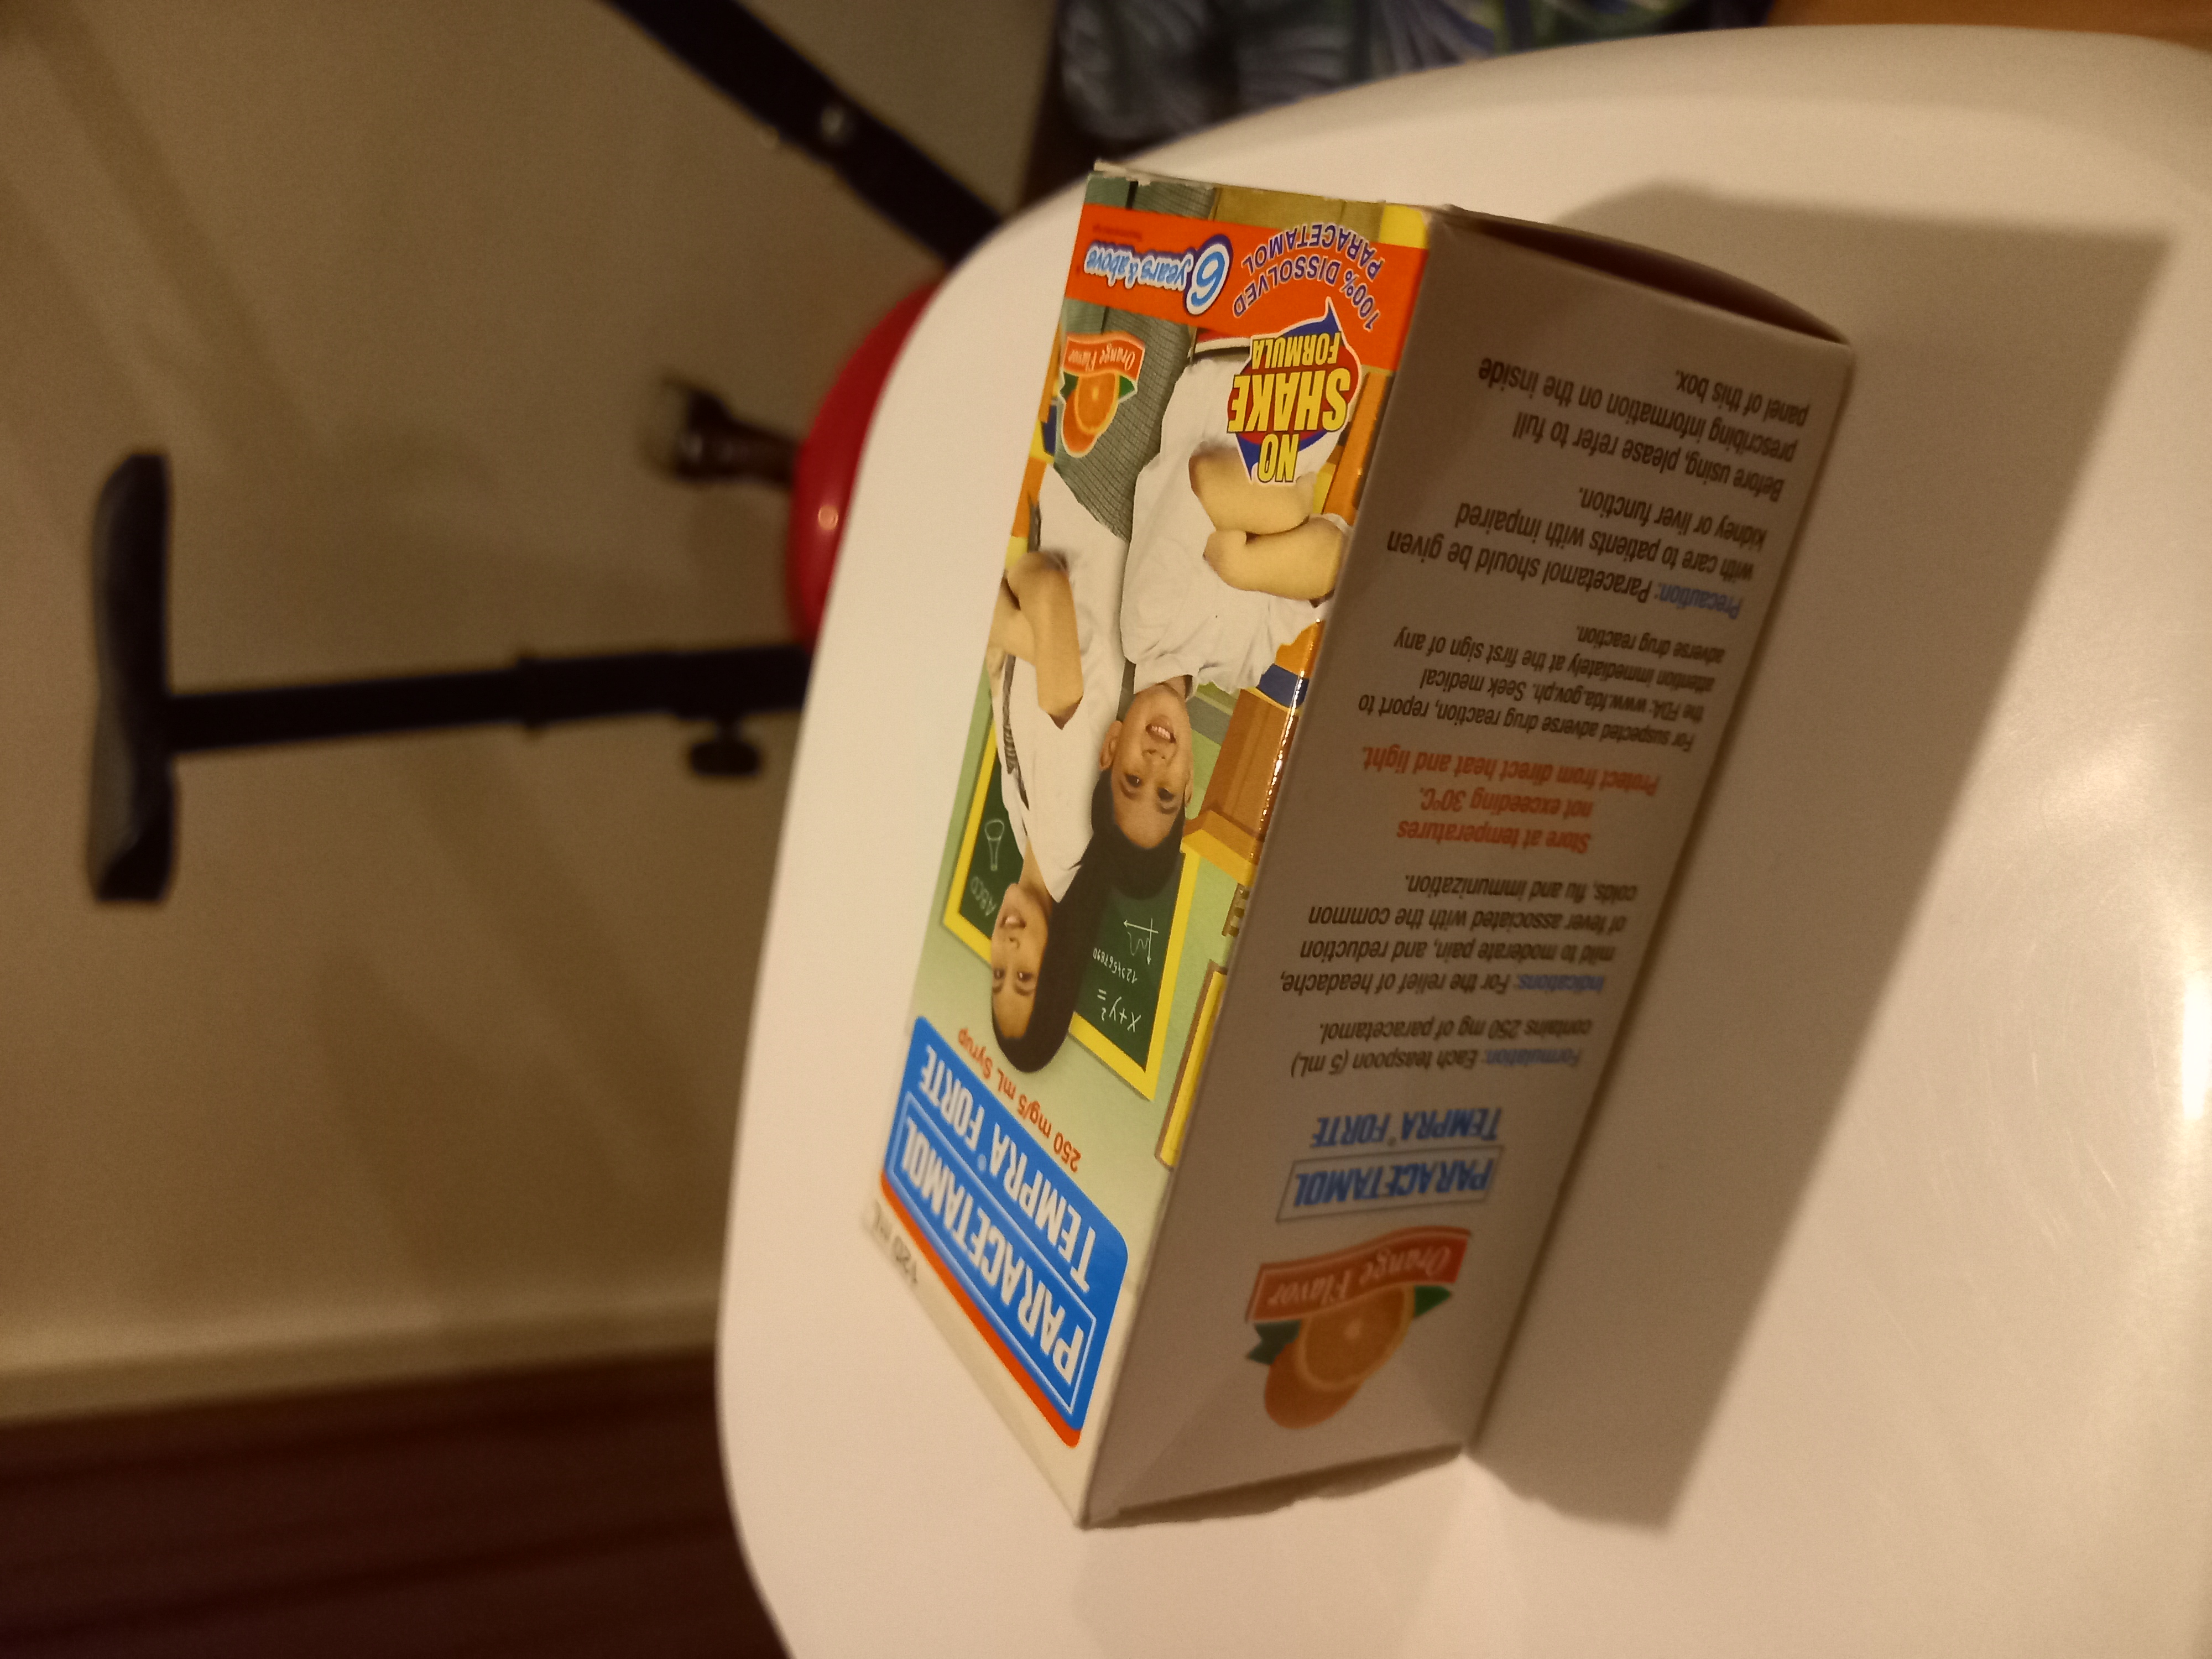 120 mL
PARACETAMOL
TEMPRA® FORTE
250 mg/5 mL Syrup
ABCD
x+y²=
1234567890
Orange Flavor
NO
SHAKE
FORMULA
6 years & above
100% DISSOLVED
PARACETAMOL
Orange Flavor
PARACETAMOL
TEMPRA® FORTE
Formulation: Each teaspoon (5 mL)
contains 250 mg of paracetamol.
Indications: For the relief of headache,
mild to moderate pain, and reduction
of fever associated with the common
colds, flu and immunization.
Store at temperatures
not exceeding 30°C.
Protect from direct heat and light.
For suspected adverse drug reaction, report to
the FDA: www.fda.gov.ph. Seek medical
attention immediately at the first sign of any
adverse drug reaction.
Precaution: Paracetamol should be given
with care to patients with impaired
kidney or liver function.
Before using, please refer to full
prescribing information on the inside
panel of this box.